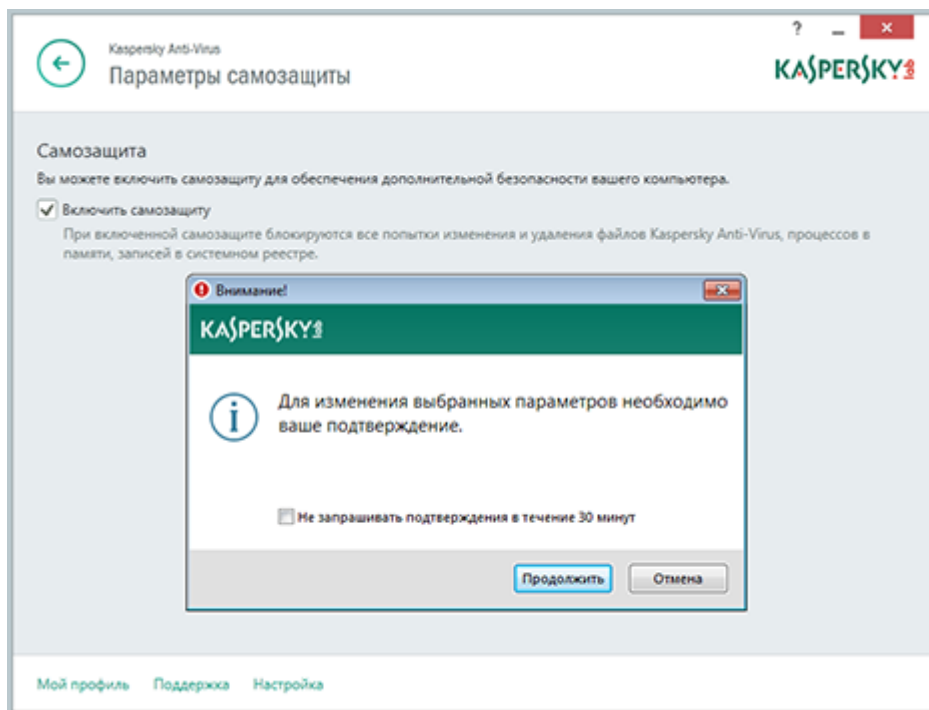 ?
Kaspersky Anti-Virus
Параметры самозащиты
KASPERSKY lab
Самозащита
Вы можете включить самозащиту для обеспечения дополнительной безопасности вашего компьютера.
Включить самозащиту
При включенной самозащите блокируются все попытки изменения и удаления файлов Kaspersky Anti-Virus, процессов в
памяти, записей в системном реестре.
Внимание!
KASPERSKY lab
Для изменения выбранных параметров необходимо
ваше подтверждение.
Не запрашивать подтверждения в течение 30 минут
Продолжить Отмена
Мой профиль Поддержка Настройка